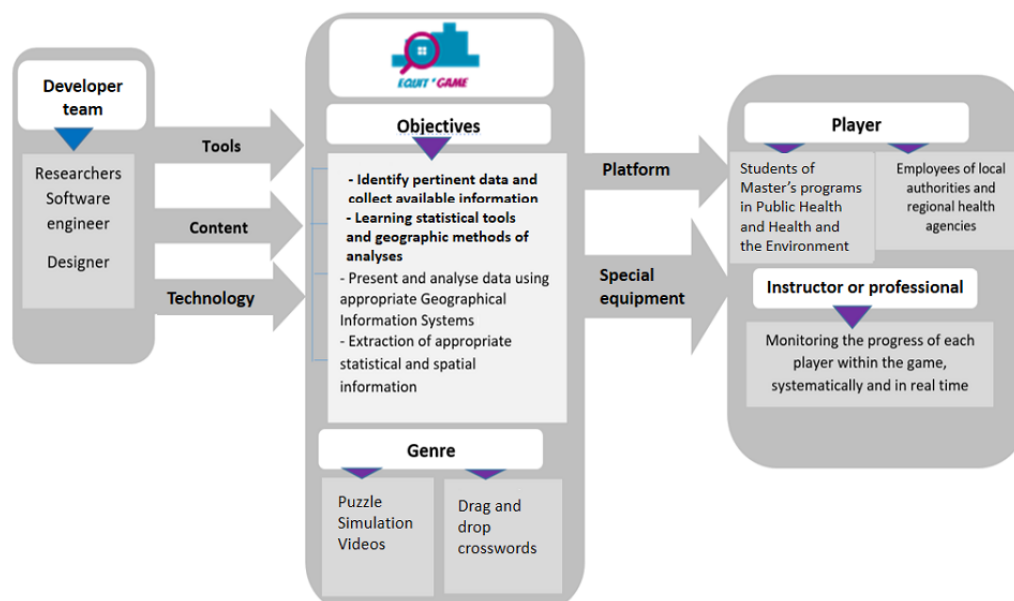 Developer
team
Researchers
Software
engineer
Designer
Tools
Content
Technology
EQUIT'GAME
Objectives
- Identify pertinent data and
collect available information
- Learning statistical tools
and geographic methods of
analyses
- Present and analyse data using
appropriate Geographical
Information Systems
- Extraction of appropriate
statistical and spatial
information
Genre
Puzzle
Simulation
Videos
Drag and
drop
crosswords
Platform
Special
equipment
Player
Students of
Master's programs
in Public Health
and Health and
the Environment
Employees of local
authorities and
regional health
agencies
Instructor or professional
Monitoring the progress of each
player within the game,
systematically and in real time